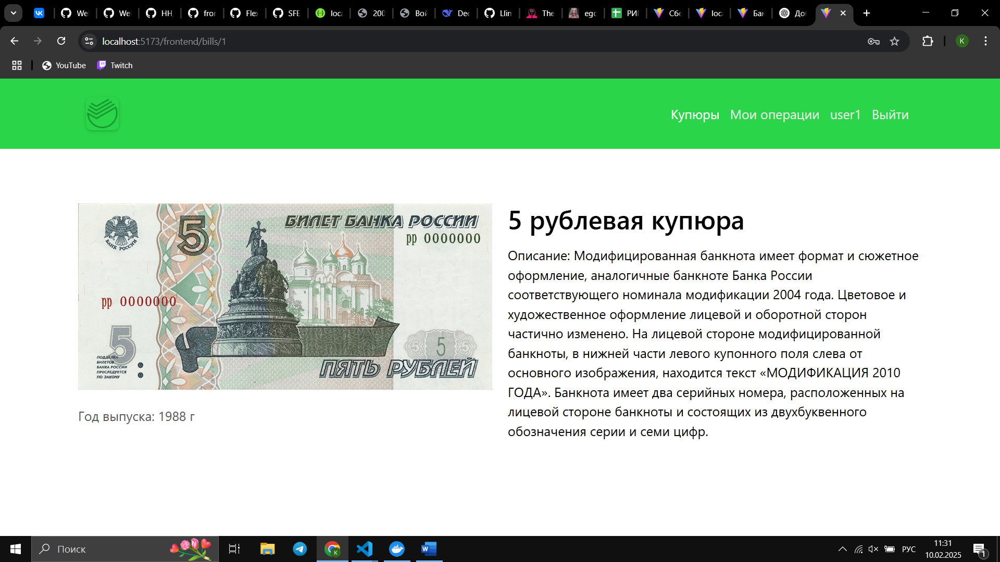 We
We
HH
fror
Flex
SFE
loca
200
Вой
Dee
Llin
The
egc
РИ
Сбе
loca
Бан
До
localhost:5173/frontend/bills/1
K
YouTube
Twitch
Купюры Мои операции user1 Выйти
БАНК РОССИИ
5
БИЛЕТ БАНКА РОССИИ
рр 0000000
рр 0000000
5
ПОДДЕЛКА
БИЛЕТОВ
БАНКА РОССИИ
ПРЕСЛЕДУЕТСЯ
ПО ЗАКОНУ
5 5 5
ПЯТЬ РУБЛЕЙ
Год выпуска: 1988 г
5 рублевая купюра
Описание: Модифицированная банкнота имеет формат и сюжетное
оформление, аналогичные банкноте Банка России
соответствующего номинала модификации 2004 года. Цветовое и
художественное оформление лицевой и оборотной сторон
частично изменено. На лицевой стороне модифицированной
банкноты, в нижней части левого купонного поля слева от
основного изображения, находится текст «МОДИФИКАЦИЯ 2010
ГОДА». Банкнота имеет два серийных номера, расположенных на
лицевой стороне банкноты и состоящих из двухбуквенного
обозначения серии и семи цифр.
Поиск
K
W
РУС
11:31
10.02.2025
1